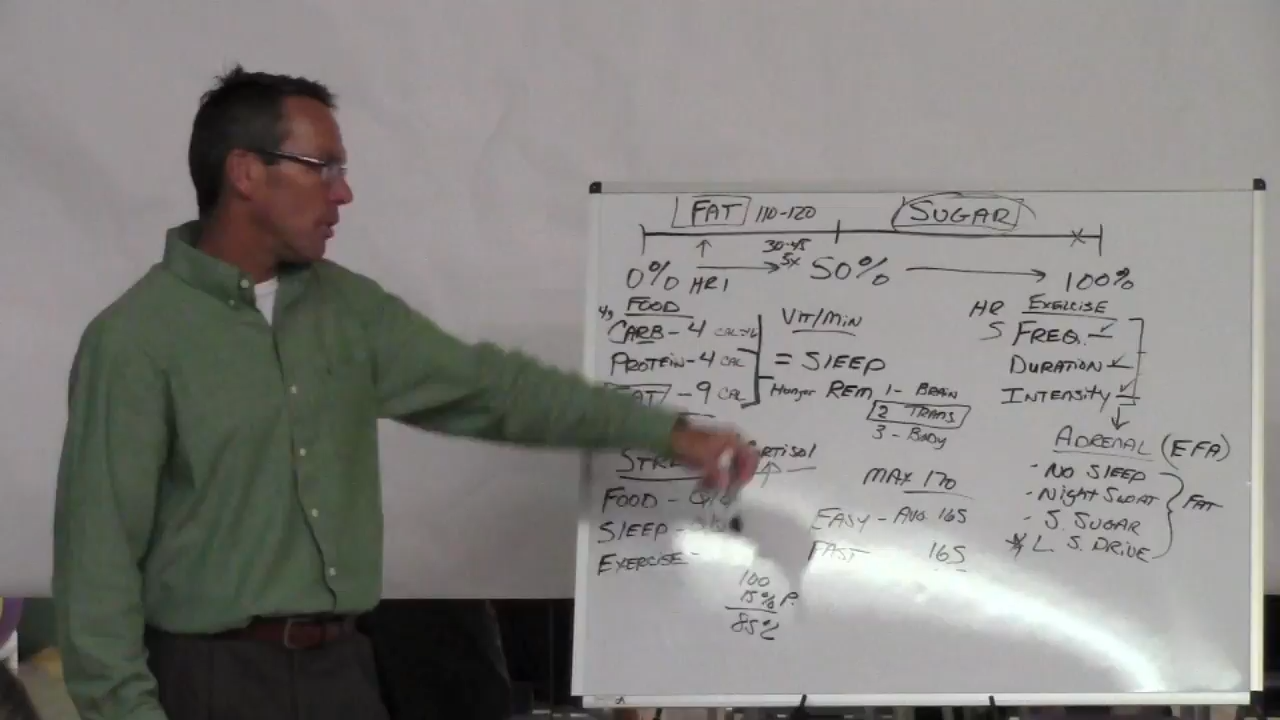 FAT 110-120 SUGAR
30-45
5x
0% HR1 50% 100%
FOOD
CARB - 4 CAL
PROTEIN - 4 CAL
FAT - 9 CAL
VIT/MIN
= SLEEP
Hunger REM 1 - BRAIN
2 TRANS
3 - BODY
HR EXERCISE
5 FREQ. ✓
DURATION ✓
INTENSITY ✓
ADRENAL (EFA)
- NO SLEEP
- NIGHT SWEAT
- S. SUGAR
L. S. DRIVE
FAT
FOOD -
SLEEP -
EXERCISE -
100
15% P.
85%
MAX 170
EASY - AVG. 165
FAST 165